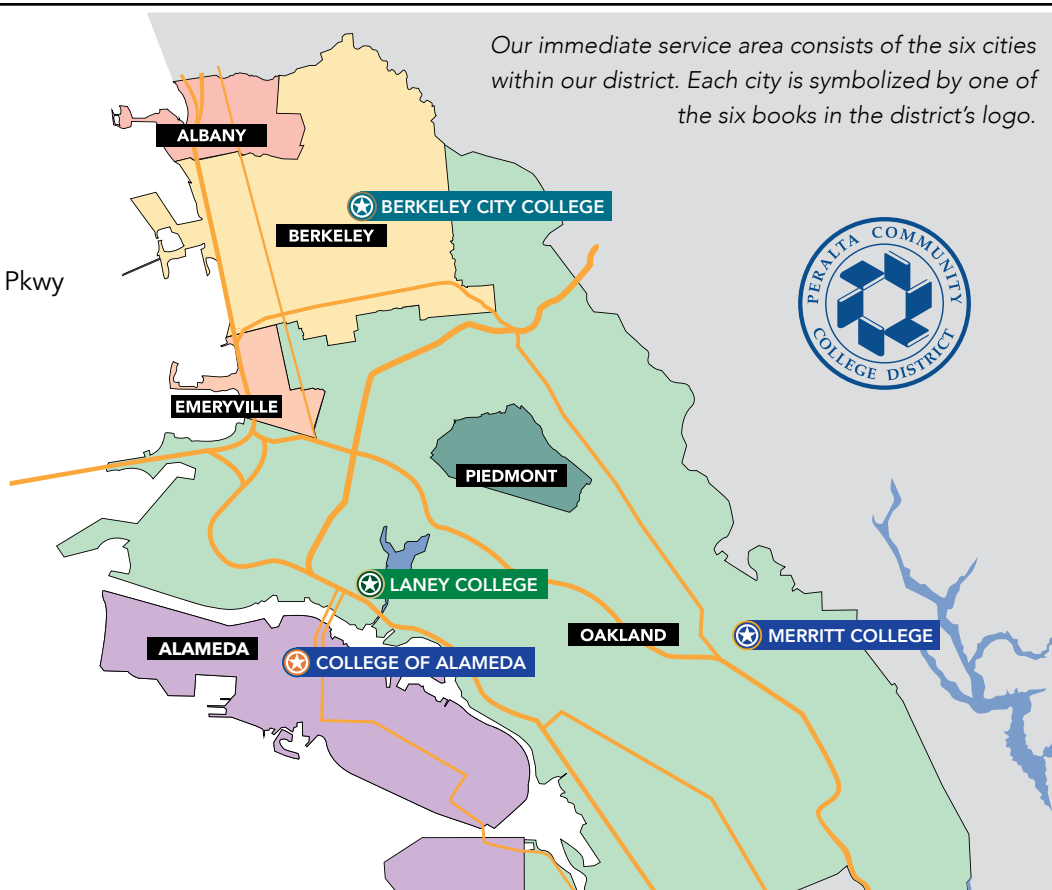 Our immediate service area consists of the six cities
within our district. Each city is symbolized by one of
the six books in the district's logo.
ALBANY
BERKELEY CITY COLLEGE
BERKELEY
PERALTA COMMUNITY
COLLEGE DISTRICT
Pkwy
EMERYVILLE
PIEDMONT
LANEY COLLEGE
OAKLAND
MERRITT COLLEGE
ALAMEDA
COLLEGE OF ALAMEDA